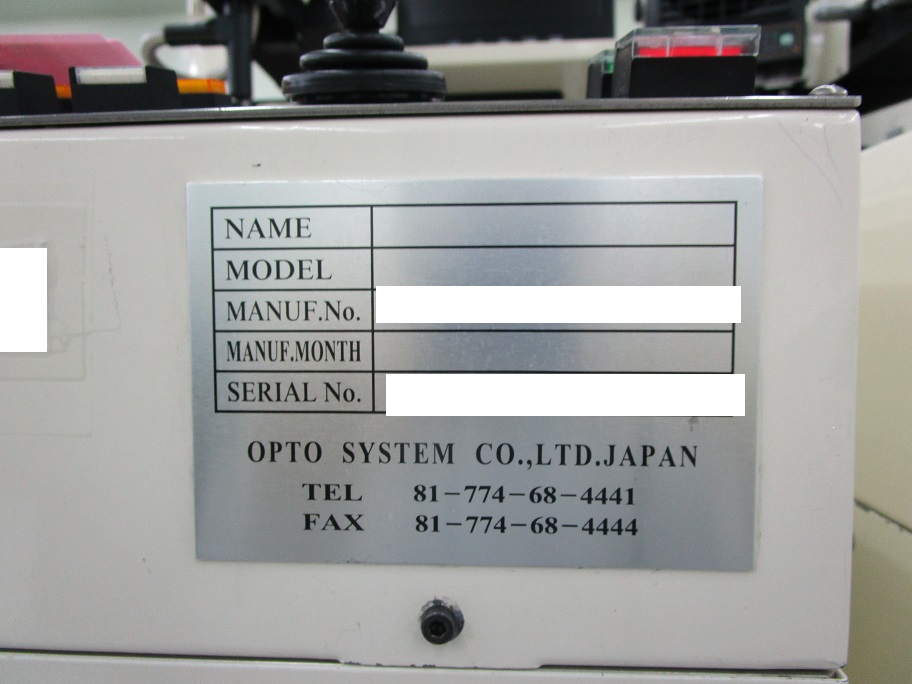 NAME
MODEL
MANUF.No.
MANUF.MONTH
SERIAL No.
OPTO SYSTEM CO.,LTD.JAPAN
TEL 81-774-68-4441
FAX 81-774-68-4444